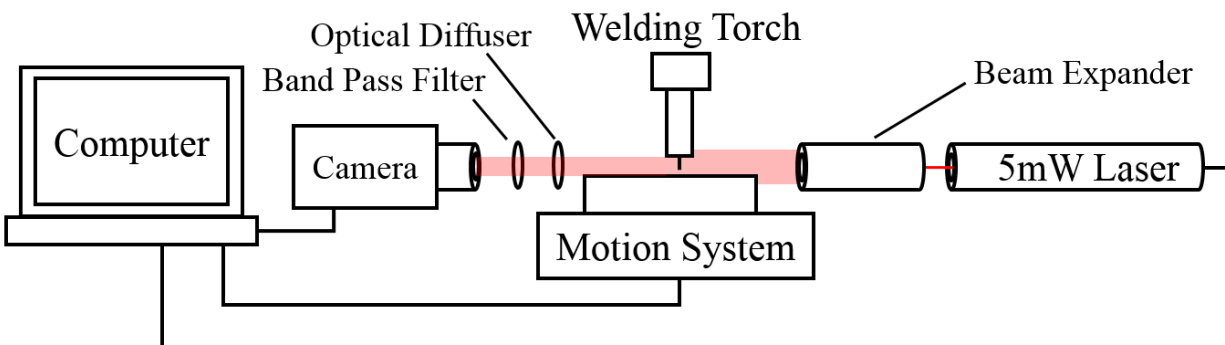 Welding Torch
Optical Diffuser
Band Pass Filter
Beam Expander
Computer
Camera
5mW Laser
Motion System